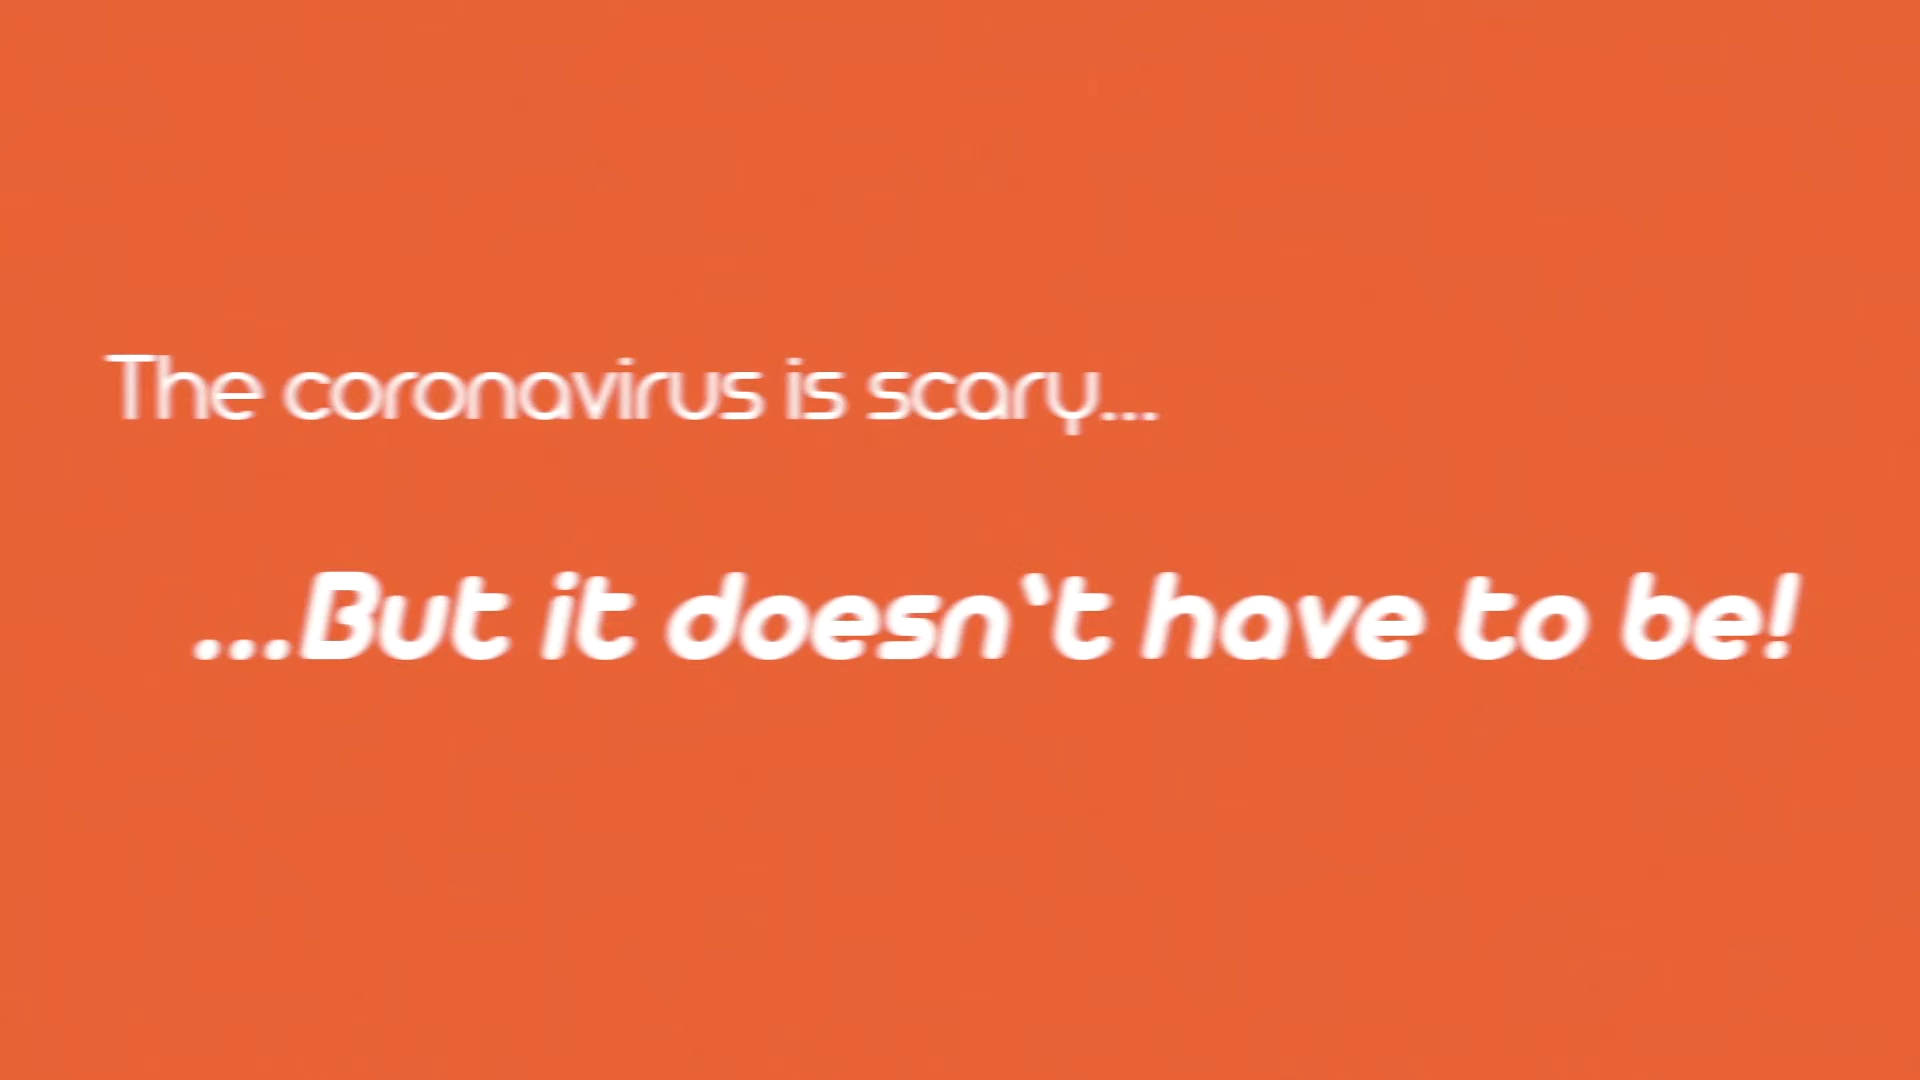 The coronavirus is scary...
...But it doesn‘t have to be!